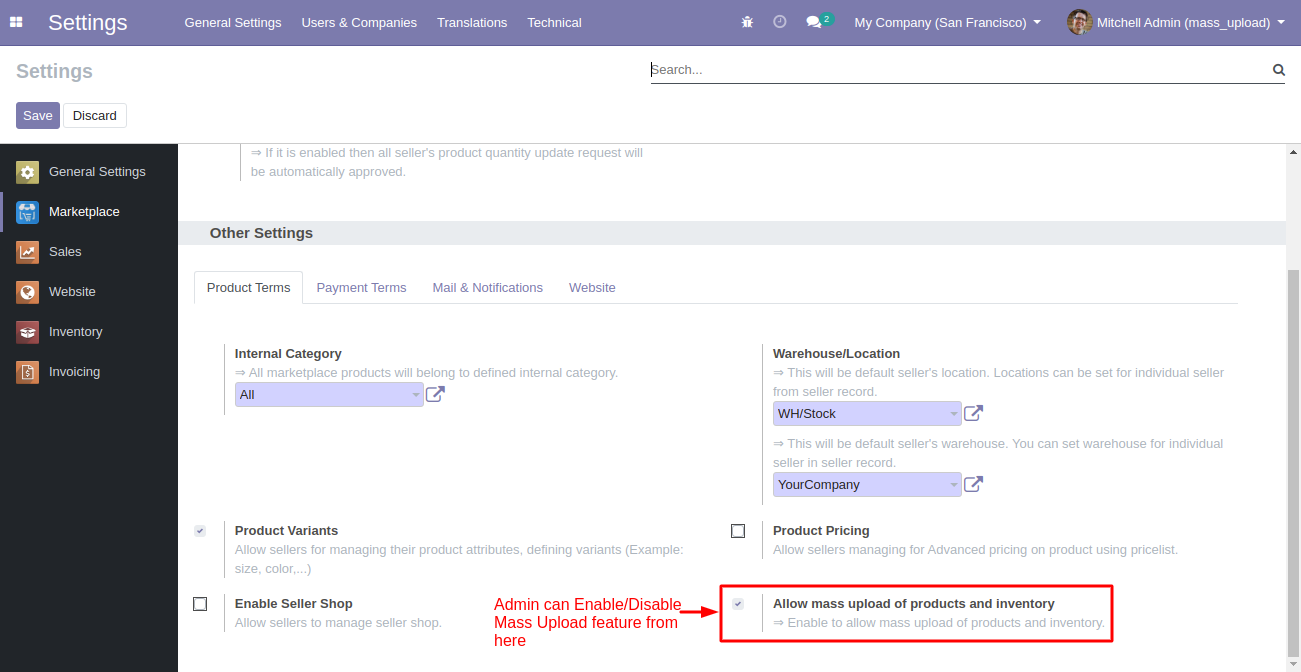 Settings
General Settings
Users & Companies
Translations
Technical
2
My Company (San Francisco)
Mitchell Admin (mass_upload)
Settings
Search...
Save
Discard
General Settings
Marketplace
Sales
Website
Inventory
Invoicing
⇒ If it is enabled then all seller's product quantity update request will
be automatically approved.
Other Settings
Product Terms
Payment Terms
Mail & Notifications
Website
Internal Category
⇒ All marketplace products will belong to defined internal category.
All
Warehouse/Location
⇒ This will be default seller's location. Locations can be set for individual seller
from seller record.
WH/Stock
⇒ This will be default seller's warehouse. You can set warehouse for individual
seller in seller record.
YourCompany
Product Variants
Allow sellers for managing their product attributes, defining variants (Example:
size, color,...)
Product Pricing
Allow sellers managing for Advanced pricing on product using pricelist.
Enable Seller Shop
Allow sellers to manage seller shop.
Admin can Enable/Disable
Mass Upload feature from
here
Allow mass upload of products and inventory
⇒ Enable to allow mass upload of products and inventory.